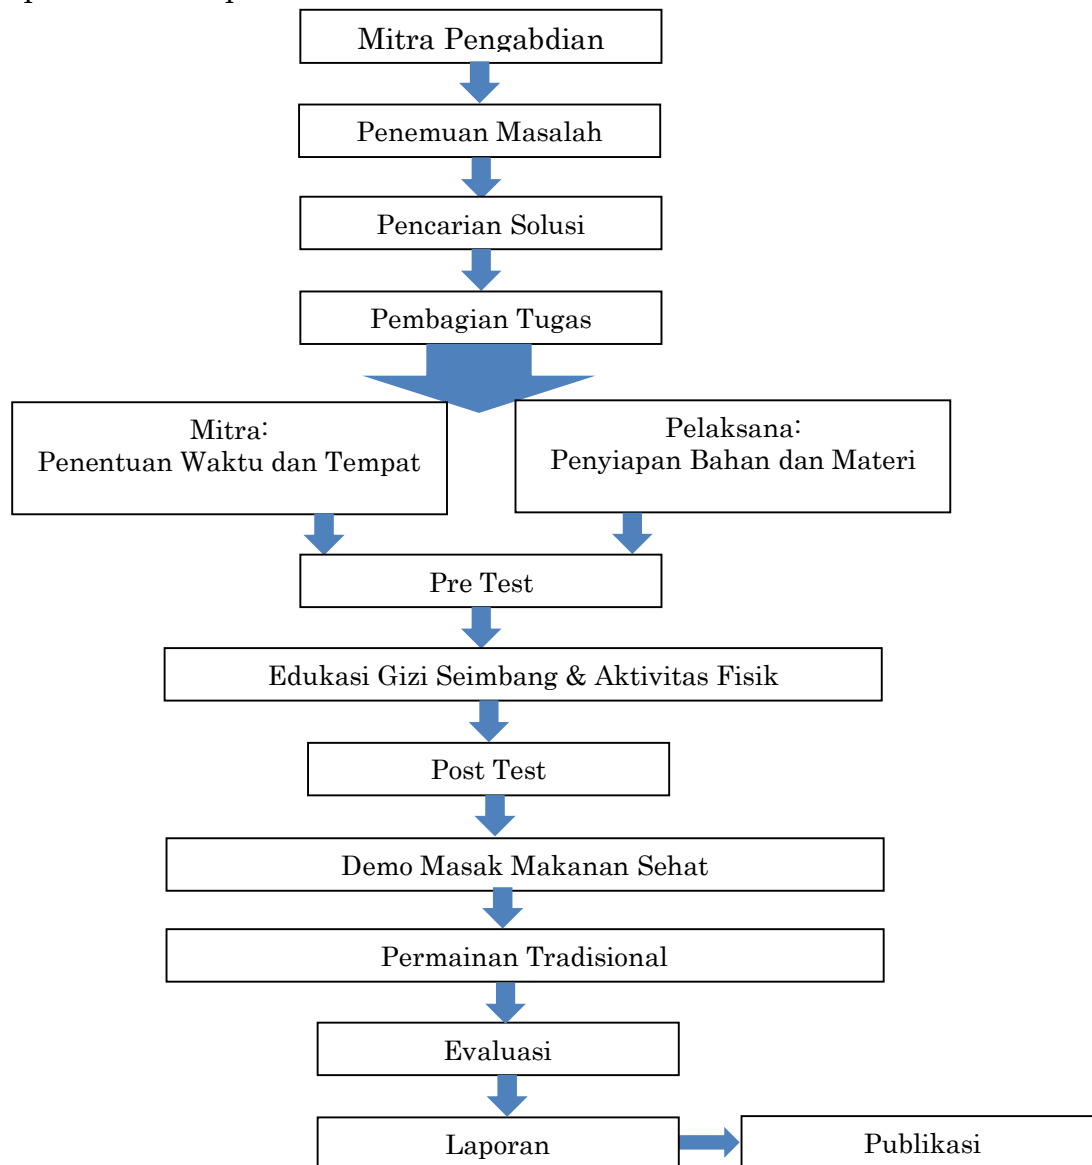 Mitra Pengabdian
Penemuan Masalah
Pencarian Solusi
Pembagian Tugas
Mitra:
Penentuan Waktu dan Tempat
Pelaksana:
Penyiapan Bahan dan Materi
Pre Test
Edukasi Gizi Seimbang & Aktivitas Fisik
Post Test
Demo Masak Makanan Sehat
Permainan Tradisional
Evaluasi
Laporan
Publikasi